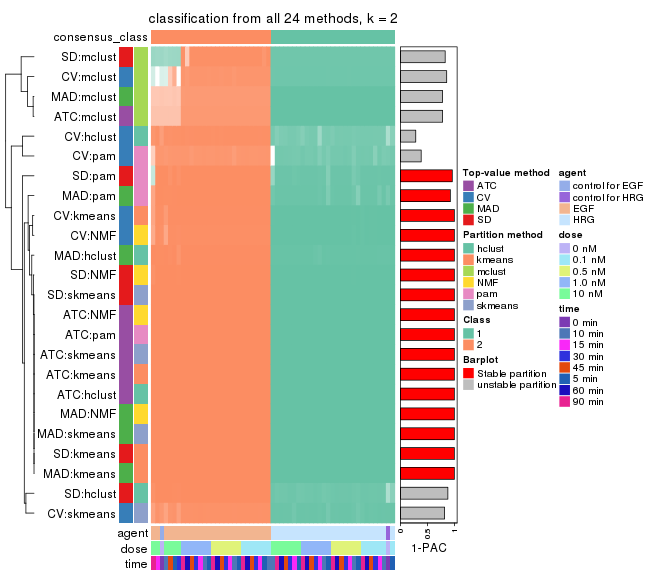 classification from all 24 methods, k = 2
consensus_class
SD:mclust
CV:mclust
MAD:mclust
ATC:mclust
CV:hclust
CV:pam
SD:pam
MAD:pam
CV:kmeans
CV:NMF
MAD:hclust
SD:NMF
SD:skmeans
ATC:NMF
ATC:pam
ATC:skmeans
ATC:kmeans
ATC:hclust
MAD:NMF
MAD:skmeans
SD:kmeans
MAD:kmeans
SD:hclust
CV:skmeans
agent
dose
time
0
0.5
1
1-PAC
Top-value method
ATC
CV
MAD
SD
Partition method
hclust
kmeans
mclust
NMF
pam
skmeans
Class
1
2
Barplot
Stable partition
unstable partition
agent
control for EGF
control for HRG
EGF
HRG
dose
0 nM
0.1 nM
0.5 nM
1.0 nM
10 nM
time
0 min
10 min
15 min
30 min
45 min
5 min
60 min
90 min